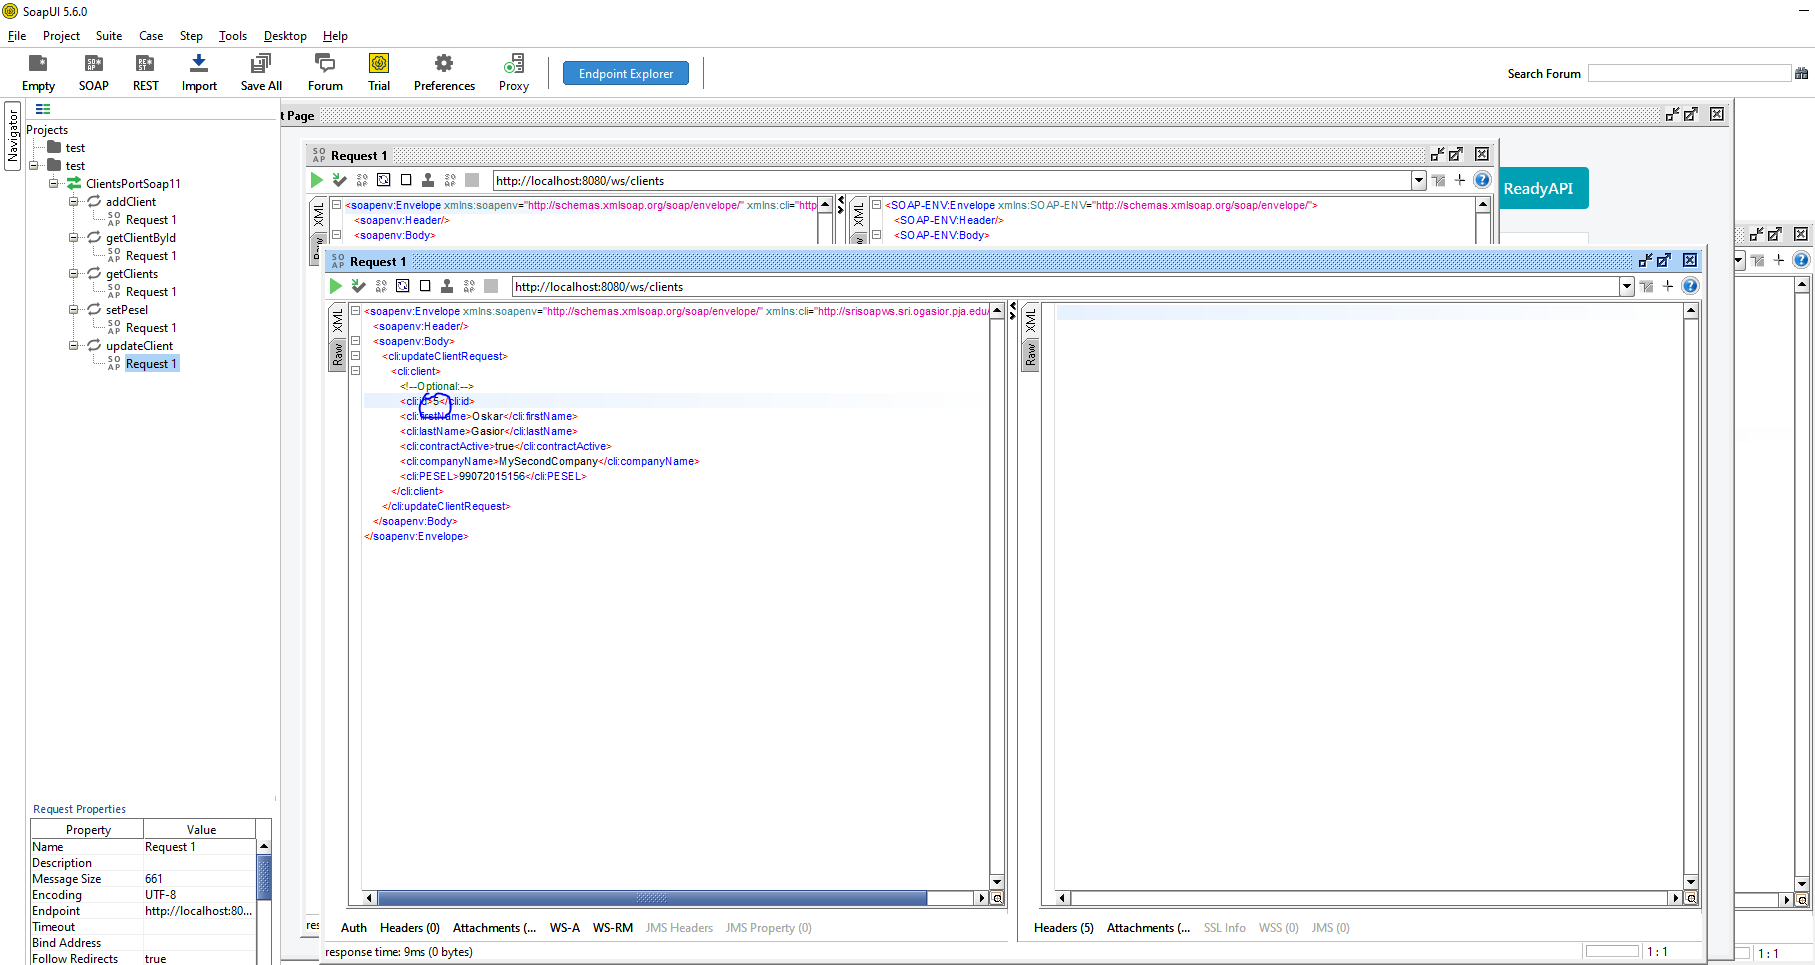 SoapUI 5.6.0
File Project Suite Case Step Tools Desktop Help
Empty SOAP REST Import Save All Forum Trial Preferences Proxy Endpoint Explorer Search Forum
Navigator
Projects
test
test
ClientsPortSoap11
addClient
Request 1
getClientById
Request 1
getClients
Request 1
setPesel
Request 1
updateClient
Request 1
t Page
Request 1
http://localhost:8080/ws/clients
ReadyAPI
XML
Raw
<soapenv:Envelope xmlns:soapenv="http://schemas.xmlsoap.org/soap/envelope/" xmlns:cli="http
<soapenv:Header/>
<soapenv:Body>
XML
<SOAP-ENV:Envelope xmlns:SOAP-ENV="http://schemas.xmlsoap.org/soap/envelope/">
<SOAP-ENV:Header/>
<SOAP-ENV:Body>
Request 1
http://localhost:8080/ws/clients
XML
Raw
<soapenv:Envelope xmlns:soapenv="http://schemas.xmlsoap.org/soap/envelope/" xmlns:cli="http://srisoapws.sri.ogasior.pja.edu/
<soapenv:Header/>
<soapenv:Body>
<cli:updateClientRequest>
<cli:client>
<!--Optional:-->
<cli:id>5</cli:id>
<cli:firstName>Oskar</cli:firstName>
<cli:lastName>Gasior</cli:lastName>
<cli:contractActive>true</cli:contractActive>
<cli:companyName>MySecondCompany</cli:companyName>
<cli:PESEL>99072015156</cli:PESEL>
</cli:client>
</cli:updateClientRequest>
</soapenv:Body>
</soapenv:Envelope>
XML
Raw
Request Properties
Property Value
Name Request 1
Description
Message Size 661
Encoding UTF-8
Endpoint http://localhost:80...
Timeout
Bind Address
Follow Redirects true
Auth Headers (0) Attachments (... WS-A WS-RM JMS Headers JMS Property (0)
Headers (5) Attachments (... SSL Info WSS (0) JMS (0)
response time: 9ms (0 bytes)
1 : 1
1 : 1